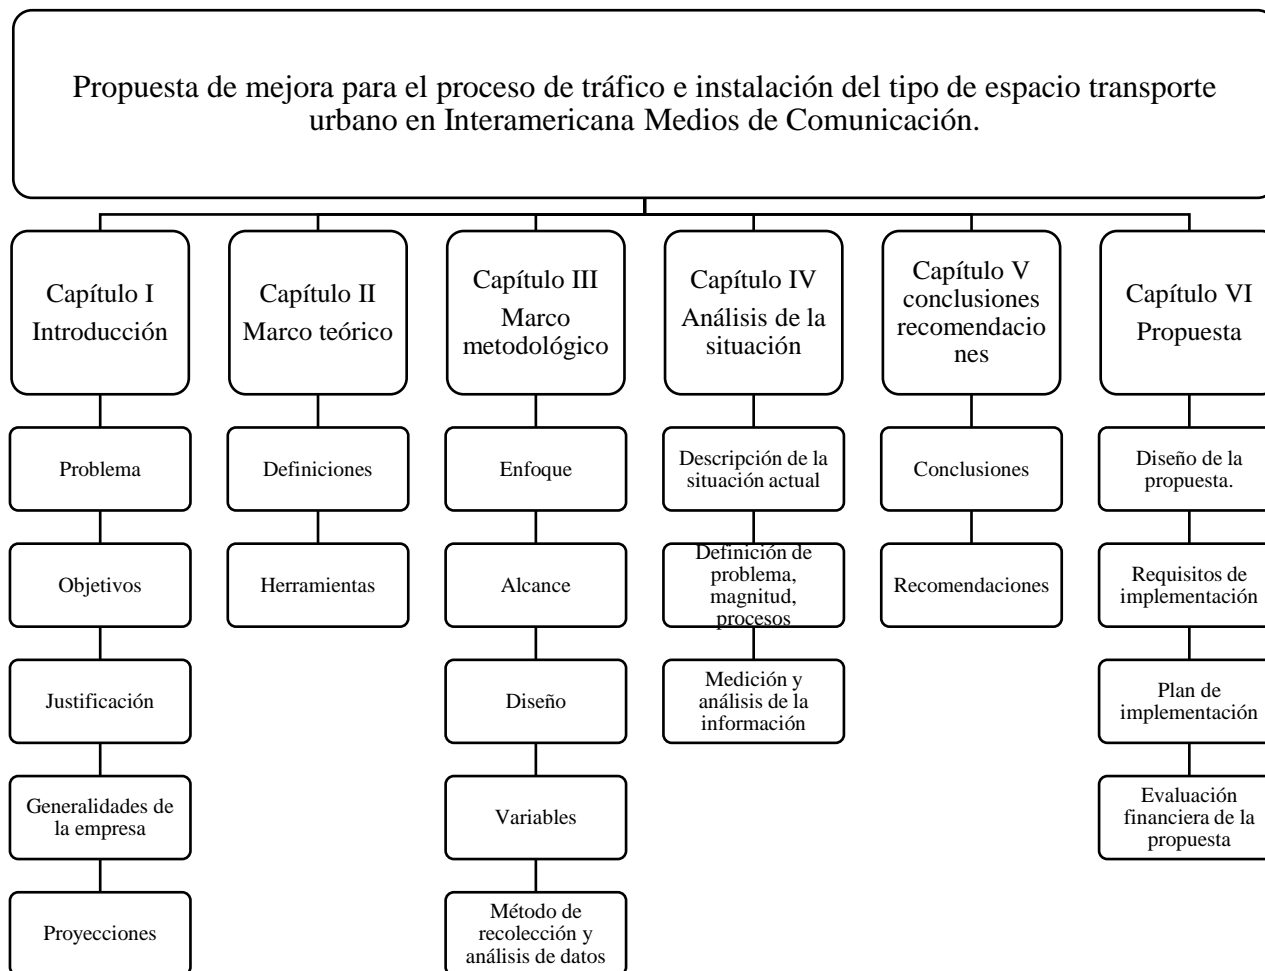 Propuesta de mejora para el proceso de tráfico e instalación del tipo de espacio transporte
urbano en Interamericana Medios de Comunicación.
Capítulo I
Introducción
Problema
Objetivos
Justificación
Generalidades de
la empresa
Proyecciones
Capítulo II
Marco teórico
Definiciones
Herramientas
Capítulo III
Marco
metodológico
Enfoque
Alcance
Diseño
Variables
Método de
recolección y
análisis de datos
Capítulo IV
Análisis de la
situación
Descripción de la
situación actual
Definición de
problema,
magnitud,
procesos
Medición y
análisis de la
información
Capítulo V
conclusiones
recomendacio
nes
Conclusiones
Recomendaciones
Capítulo VI
Propuesta
Diseño de la
propuesta.
Requisitos de
implementación
Plan de
implementación
Evaluación
financiera de la
propuesta